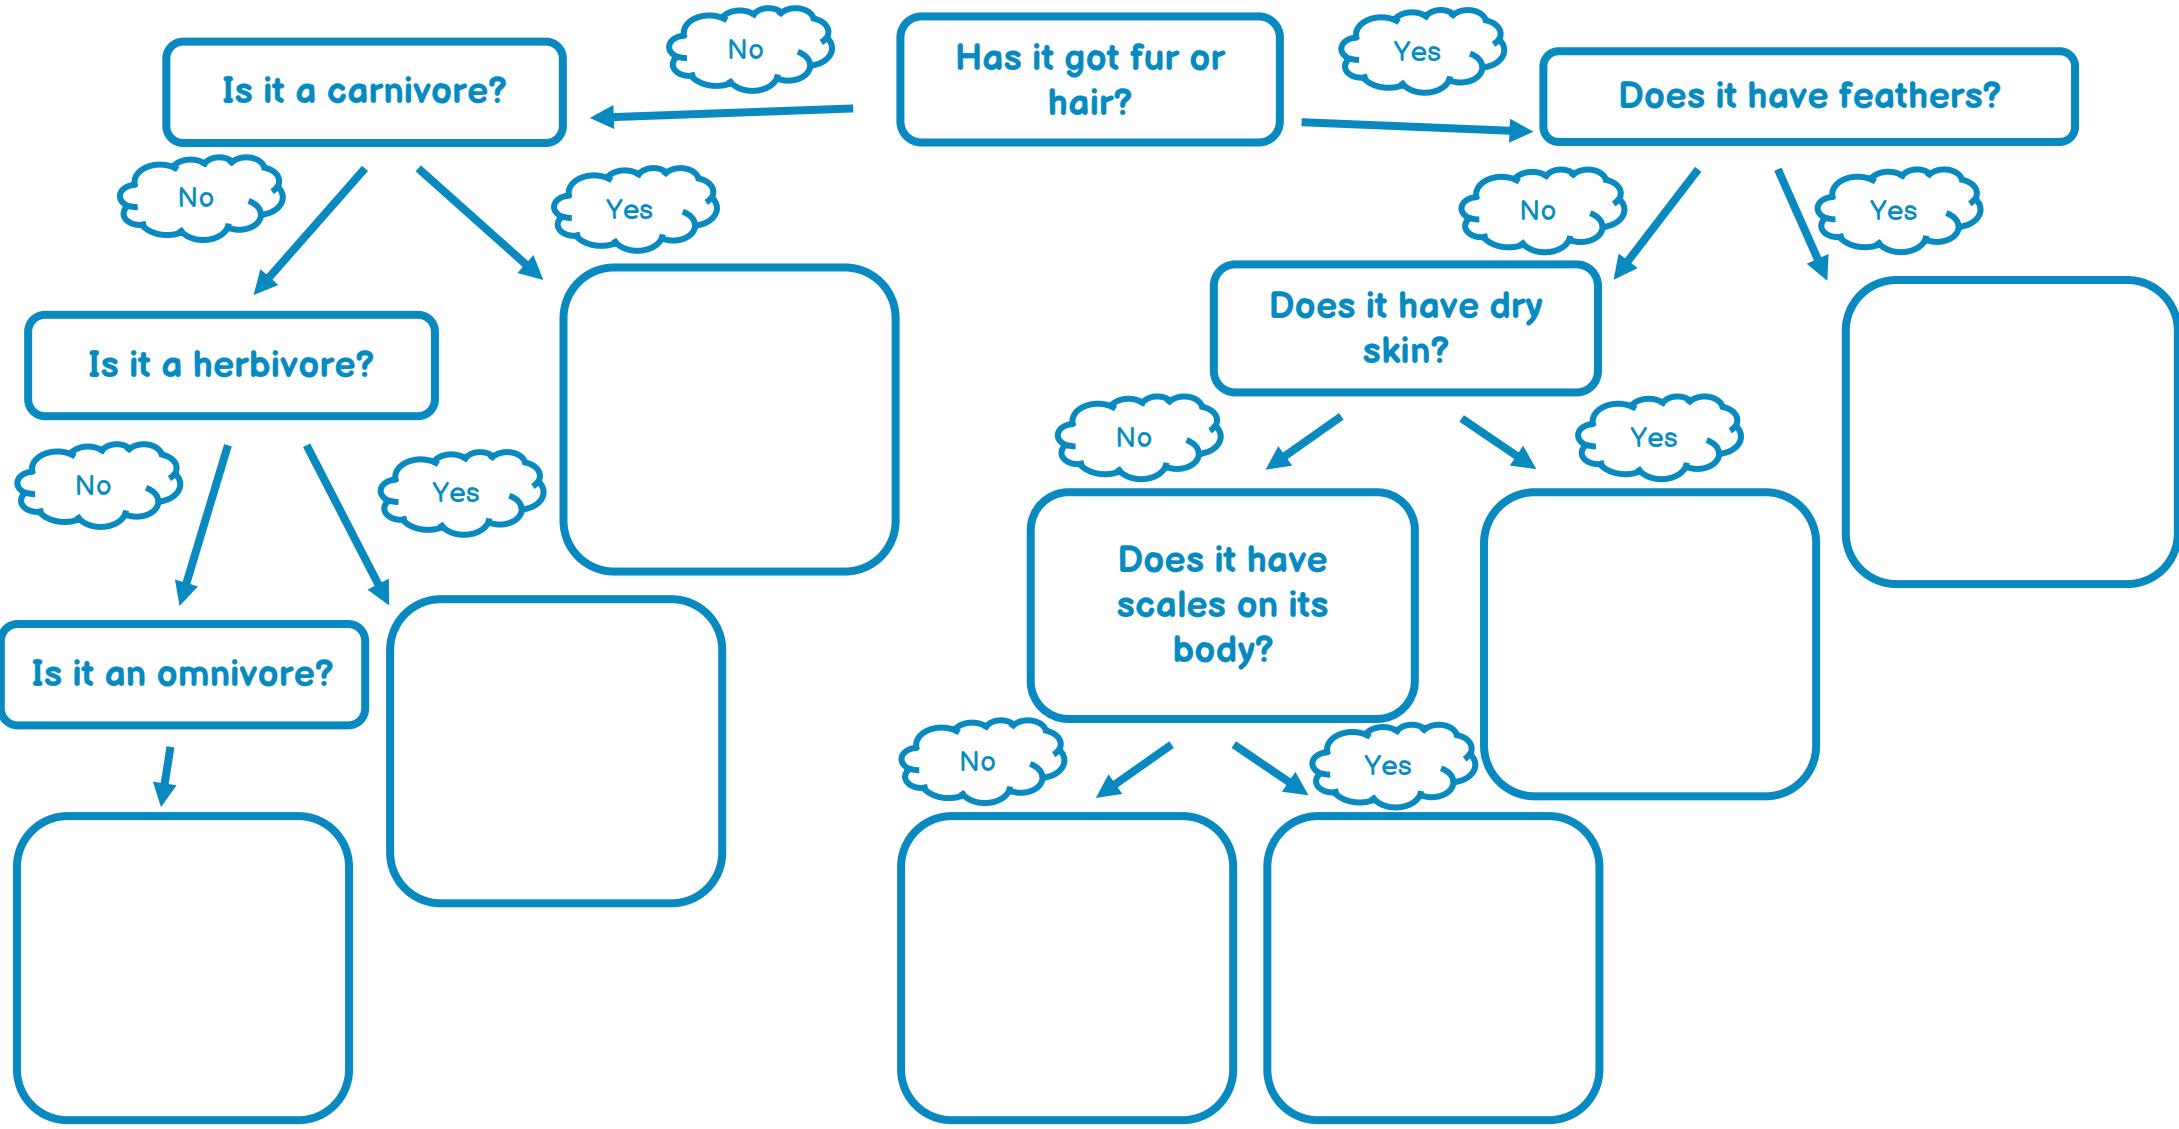 No
Has it got fur or
hair?
Yes
Is it a carnivore?
Does it have feathers?
No
Yes
No
Yes
Is it a herbivore?
Does it have dry
skin?
No
Yes
No
Yes
Does it have
scales on its
body?
Is it an omnivore?
No
Yes